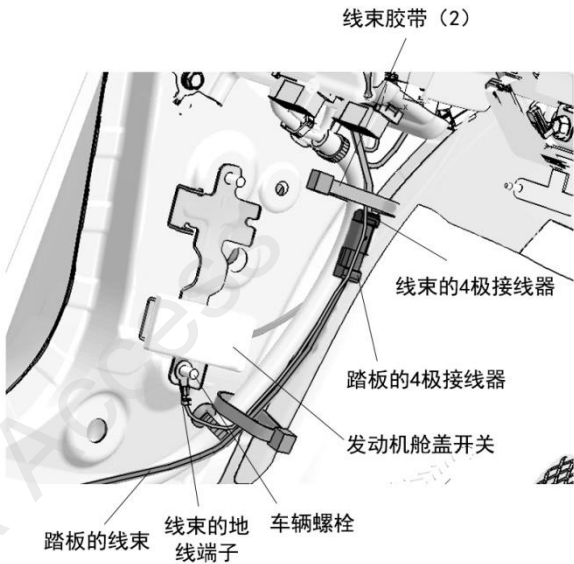 线束胶带（2）
线束的4极接线器
踏板的4极接线器
发动机舱盖开关
车辆螺栓
线束的地
线端子
踏板的线束
Access